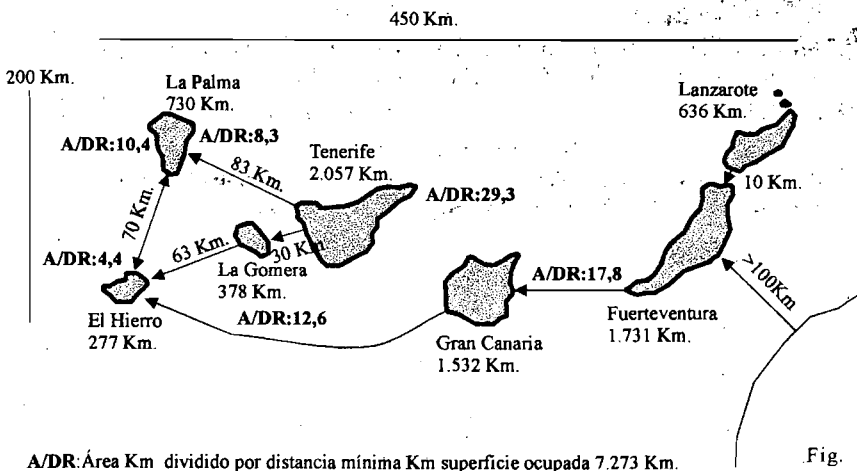 450 Km.
200 Km.
La Palma
730 Km.
A/DR:10,4
A/DR:8,3
83 Km.
Tenerife
2.057 Km.
A/DR:29,3
Lanzarote
636 Km.
10 Km.
70 Km.
63 Km.
30 Km
La Gomera
378 Km.
A/DR:4,4
El Hierro
277 Km.
A/DR:12,6
A/DR:17,8
Gran Canaria
1.532 Km.
Fuerteventura
1.731 Km.
>100Km
A/DR:Área Km dividido por distancia mínima Km superficie ocupada 7.273 Km.
Fig.